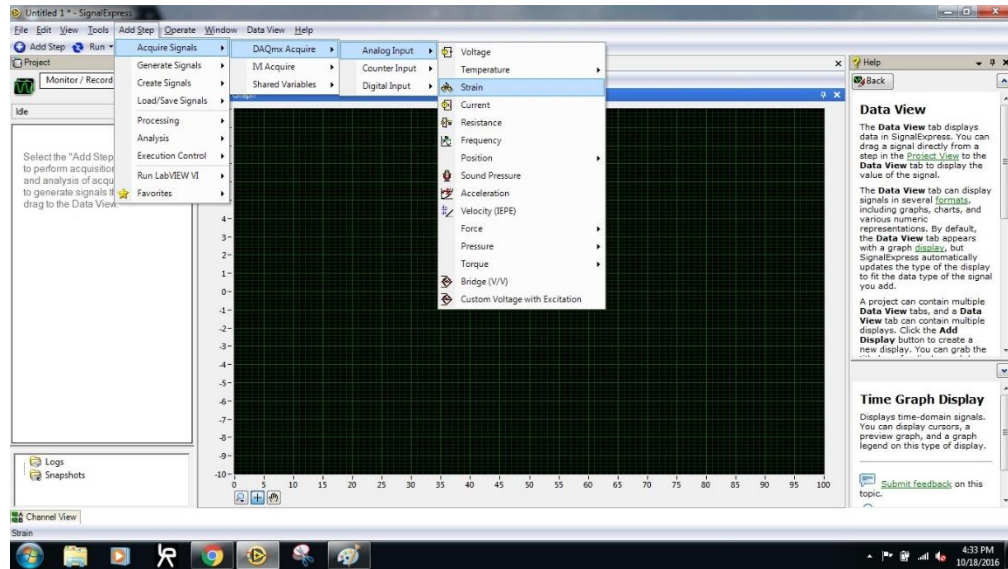 Untitled 1 * - SignalExpress
File Edit View Tools Add Step Operate Window Data View Help
Add Step Run
Project
Monitor / Record
Idle
Select the "Add Step
to perform acquisition
and analysis of acqu
to generate signals
drag to the Data View.
Logs
Snapshots
Channel View
Strain
Acquire Signals
Generate Signals
Create Signals
Load/Save Signals
Processing
Analysis
Execution Control
Run LabVIEW VI
Favorites
DAQmx Acquire
IVI Acquire
Shared Variables
Analog Input
Counter Input
Digital Input
Voltage
Temperature
Strain
Current
Resistance
Frequency
Position
Sound Pressure
Acceleration
Velocity (IEPE)
Force
Pressure
Torque
Bridge (V/V)
Custom Voltage with Excitation
4
3
2
1
0
-1
-2
-3
-4
-5
-6
-7
-8
-9
-10
0 5 10 15 20 25 30 35 40 45 50 55 60 65 70 75 80 85 90 95 100
Help
Back
Data View
The Data View tab displays
data in SignalExpress. You can
drag a signal directly from a
step in the Project View to the
Data View tab to display the
value of the signal.
The Data View tab can display
signals in several formats,
including graphs, charts, and
various numeric
representations. By default,
the Data View tab appears
with a graph display, but
SignalExpress automatically
updates the type of the display
to fit the data type of the signal
you add.
A project can contain multiple
Data View tabs, and a Data
View tab can contain multiple
displays. Click the Add
Display button to create a
new display. You can grab the
Time Graph Display
Displays time-domain signals.
You can display cursors, a
preview graph, and a graph
legend on this type of display.
Submit feedback on this
topic.
4:33 PM
10/18/2016